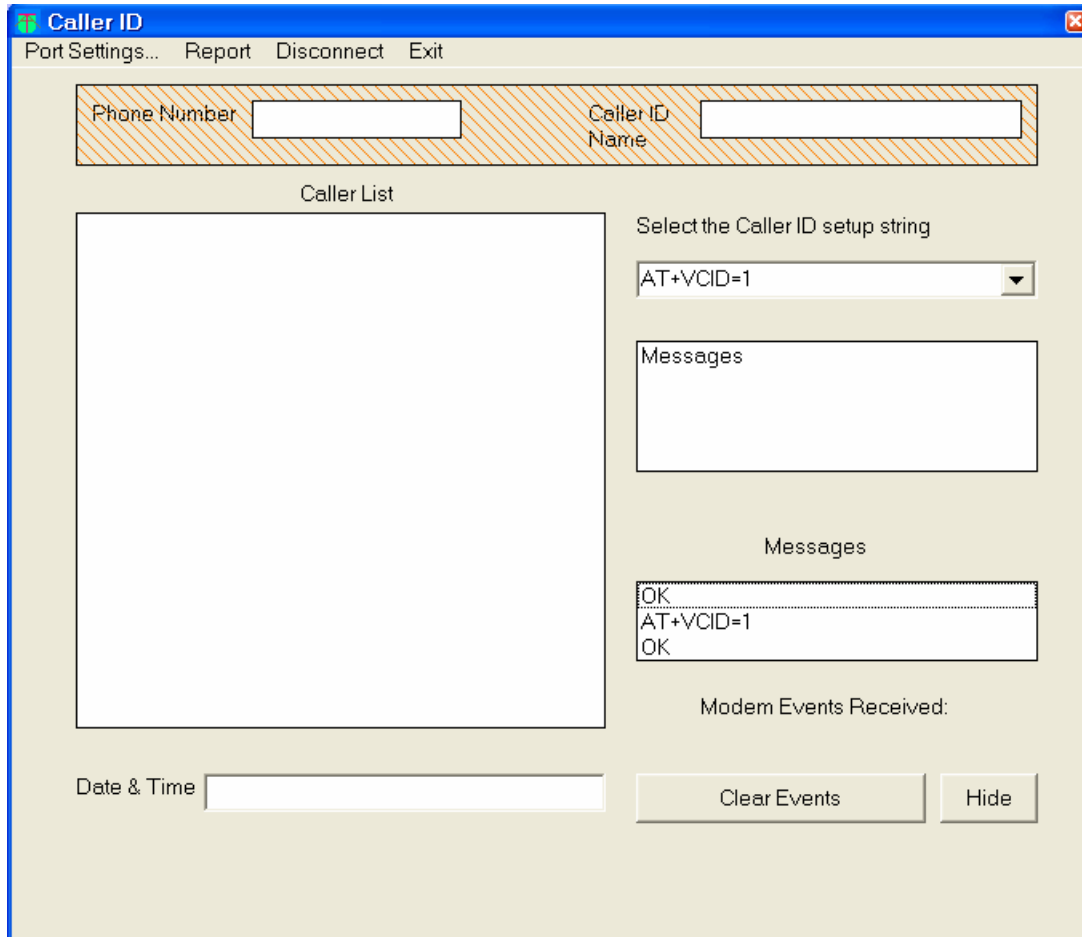 Caller ID
Port Settings... Report Disconnect Exit
Phone Number
Caller ID
Name
Caller List
Select the Caller ID setup string
AT+VCID=1
Messages
Messages
OK
AT+VCID=1
OK
Modem Events Received:
Date & Time
Clear Events
Hide